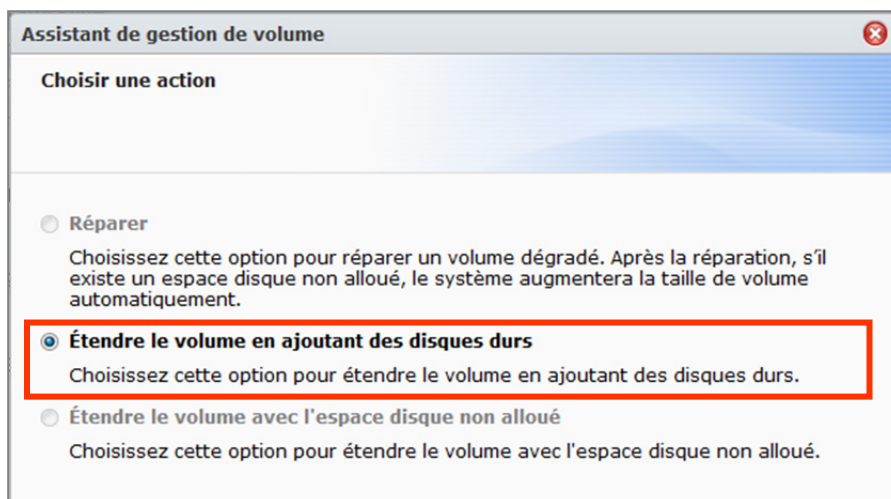 Assistant de gestion de volume
Choisir une action
Réparer
Choisissez cette option pour réparer un volume dégradé. Après la réparation, s'il
existe un espace disque non alloué, le système augmentera la taille de volume
automatiquement.
Étendre le volume en ajoutant des disques durs
Choisissez cette option pour étendre le volume en ajoutant des disques durs.
Étendre le volume avec l'espace disque non alloué
Choisissez cette option pour étendre le volume avec l'espace disque non alloué.